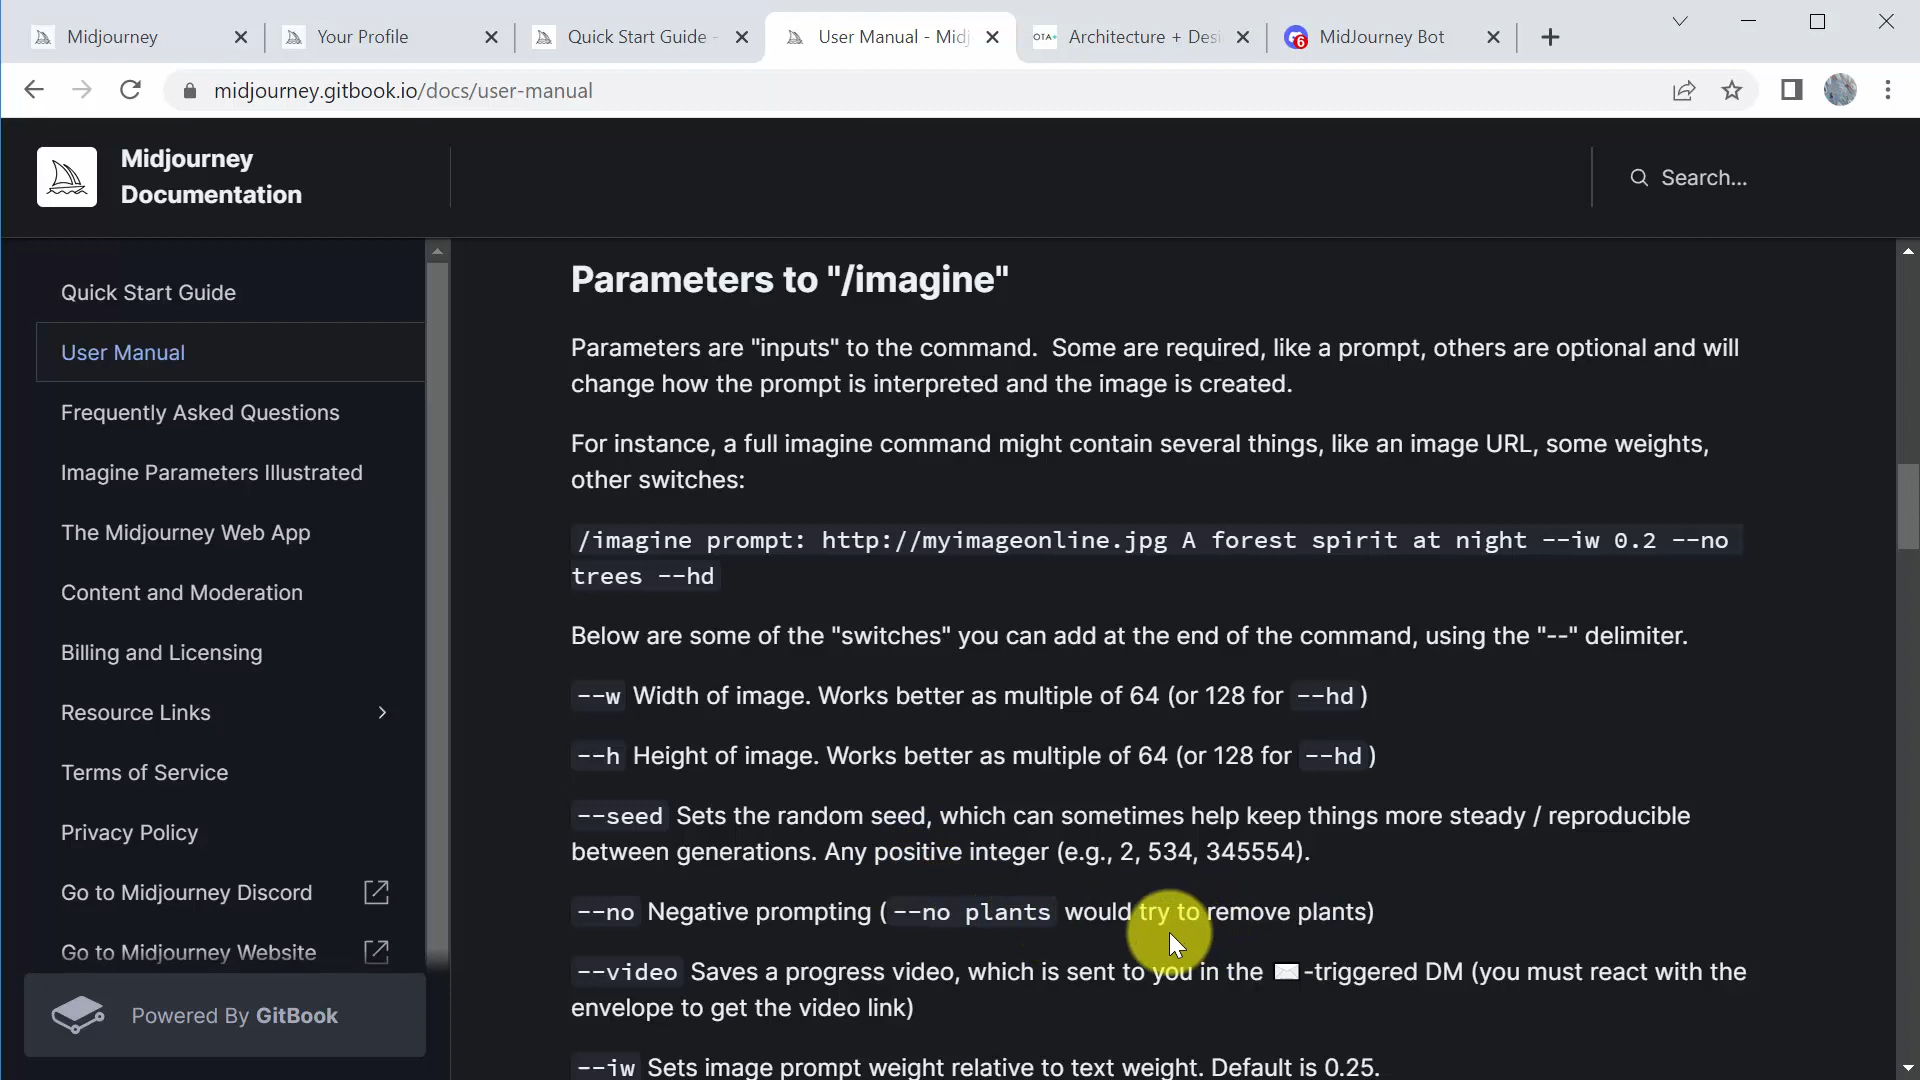 Midjourney
Your Profile
Quick Start Guide -
User Manual - Mid
OTA+
Architecture + Desi
6
MidJourney Bot
midjourney.gitbook.io/docs/user-manual
Midjourney
Documentation
Search...
Quick Start Guide
User Manual
Frequently Asked Questions
Imagine Parameters Illustrated
The Midjourney Web App
Content and Moderation
Billing and Licensing
Resource Links
Terms of Service
Privacy Policy
Go to Midjourney Discord
Go to Midjourney Website
Powered By GitBook
Parameters to "/imagine"
Parameters are "inputs" to the command.  Some are required, like a prompt, others are optional and will
change how the prompt is interpreted and the image is created.
For instance, a full imagine command might contain several things, like an image URL, some weights,
other switches:
/imagine prompt: http://myimageonline.jpg A forest spirit at night --iw 0.2 --no
trees --hd
Below are some of the "switches" you can add at the end of the command, using the "--" delimiter.
--w Width of image. Works better as multiple of 64 (or 128 for --hd )
--h Height of image. Works better as multiple of 64 (or 128 for --hd )
--seed Sets the random seed, which can sometimes help keep things more steady / reproducible
between generations. Any positive integer (e.g., 2, 534, 345554).
--no Negative prompting ( --no plants would try to remove plants)
--video Saves a progress video, which is sent to you in the ✉️-triggered DM (you must react with the
envelope to get the video link)
--iw Sets image prompt weight relative to text weight. Default is 0.25.